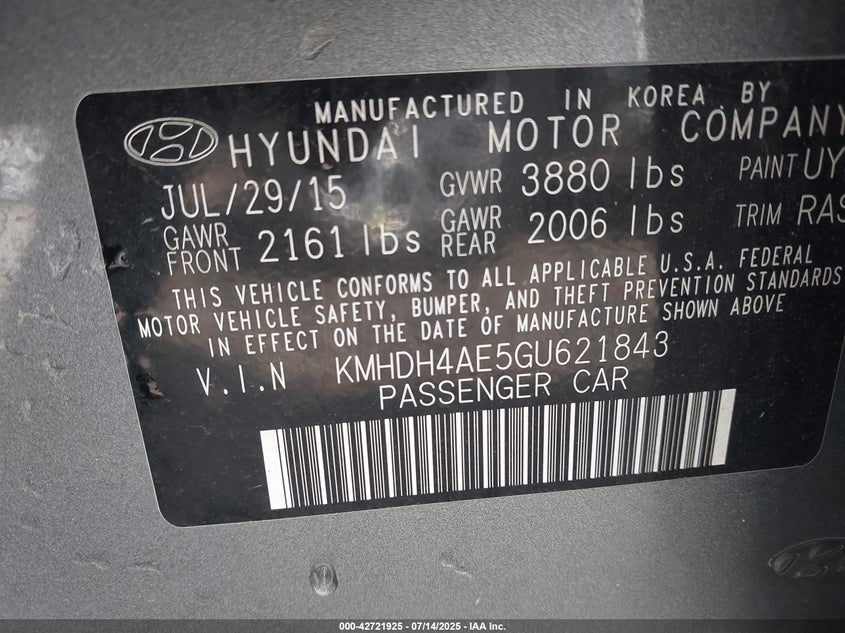 MANUFACTURED IN KOREA BY
HYUNDAI MOTOR COMPANY
JUL/29/15 GVWR 3880 lbs PAINT UY
GAWR FRONT 2161 lbs GAWR REAR 2006 lbs TRIM RAS
THIS VEHICLE CONFORMS TO ALL APPLICABLE U.S.A. FEDERAL
MOTOR VEHICLE SAFETY, BUMPER, AND THEFT PREVENTION STANDARDS
IN EFFECT ON THE DATE OF MANUFACTURE SHOWN ABOVE
V.I.N KMHDH4AE5GU621843
PASSENGER CAR
000-42721925 - 07/14/2025 - IAA Inc.